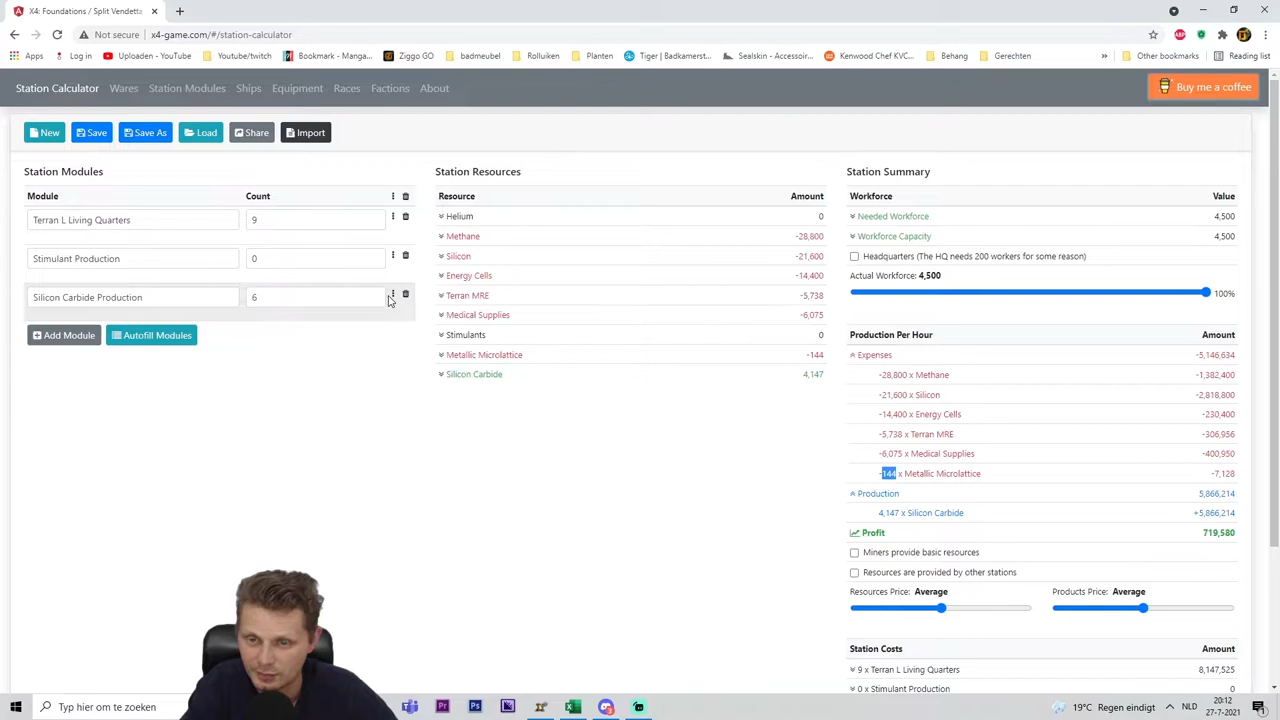 X4: Foundations / Split Vendetta
Not secure x4-game.com/#/station-calculator
Apps Log in Uploaden - YouTube Youtube/twitch Bookmark - Manga... Ziggo GO badmeubel Rolluiken Planten Tiger | Badkamerst... Sealskin - Accessoir... Kenwood Chef KVC... Behang Gerechten Other bookmarks Reading list
Station Calculator Wares Station Modules Ships Equipment Races Factions About Buy me a coffee
New Save Save As Load Share Import
Station Modules
Module Count
Terran L Living Quarters 9
Stimulant Production 0
Silicon Carbide Production 6
Add Module Autofill Modules
Station Resources
Resource Amount
Helium 0
Methane -28,800
Silicon -21,600
Energy Cells -14,400
Terran MRE -5,738
Medical Supplies -6,075
Stimulants 0
Metallic Microlattice -144
Silicon Carbide 4,147
Station Summary
Workforce Value
Needed Workforce 4,500
Workforce Capacity 4,500
Headquarters (The HQ needs 200 workers for some reason)
Actual Workforce: 4,500
100%
Production Per Hour Amount
Expenses -5,146,634
-28,800 x Methane -1,382,400
-21,600 x Silicon -2,818,800
-14,400 x Energy Cells -230,400
-5,738 x Terran MRE -306,956
-6,075 x Medical Supplies -400,950
-144 x Metallic Microlattice -7,128
Production 5,866,214
4,147 x Silicon Carbide +5,866,214
Profit 719,580
Miners provide basic resources
Resources are provided by other stations
Resources Price: Average Products Price: Average
Station Costs Amount
9 x Terran L Living Quarters 8,147,525
0 x Stimulant Production 0
Typ hier om te zoeken
19°C Regen eindigt NLD 20:12
27-7-2021